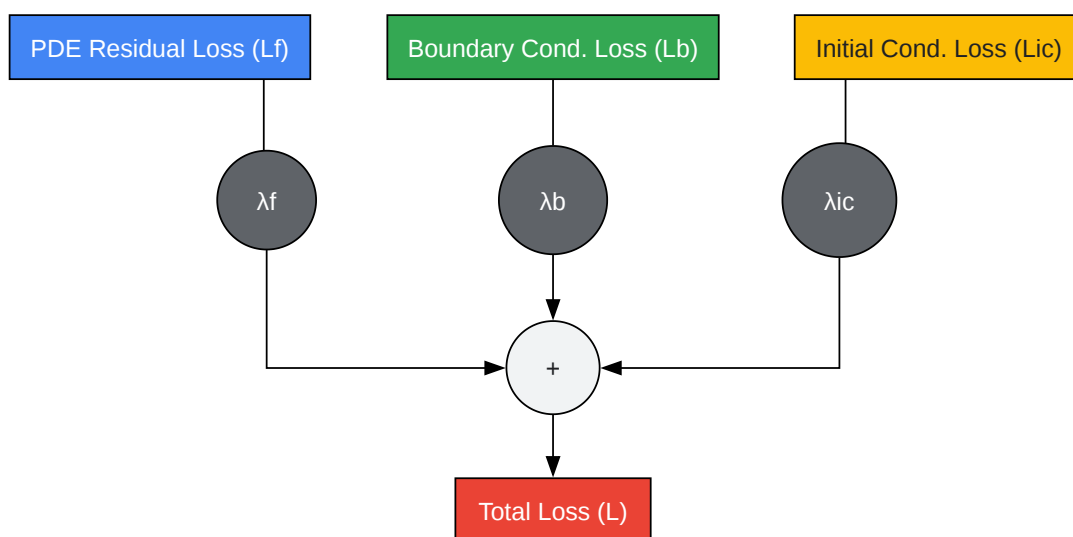 PDE Residual Loss (Lf)
Boundary Cond. Loss (Lb)
Initial Cond. Loss (Lic)
λf
λb
λic
+
Total Loss (L)